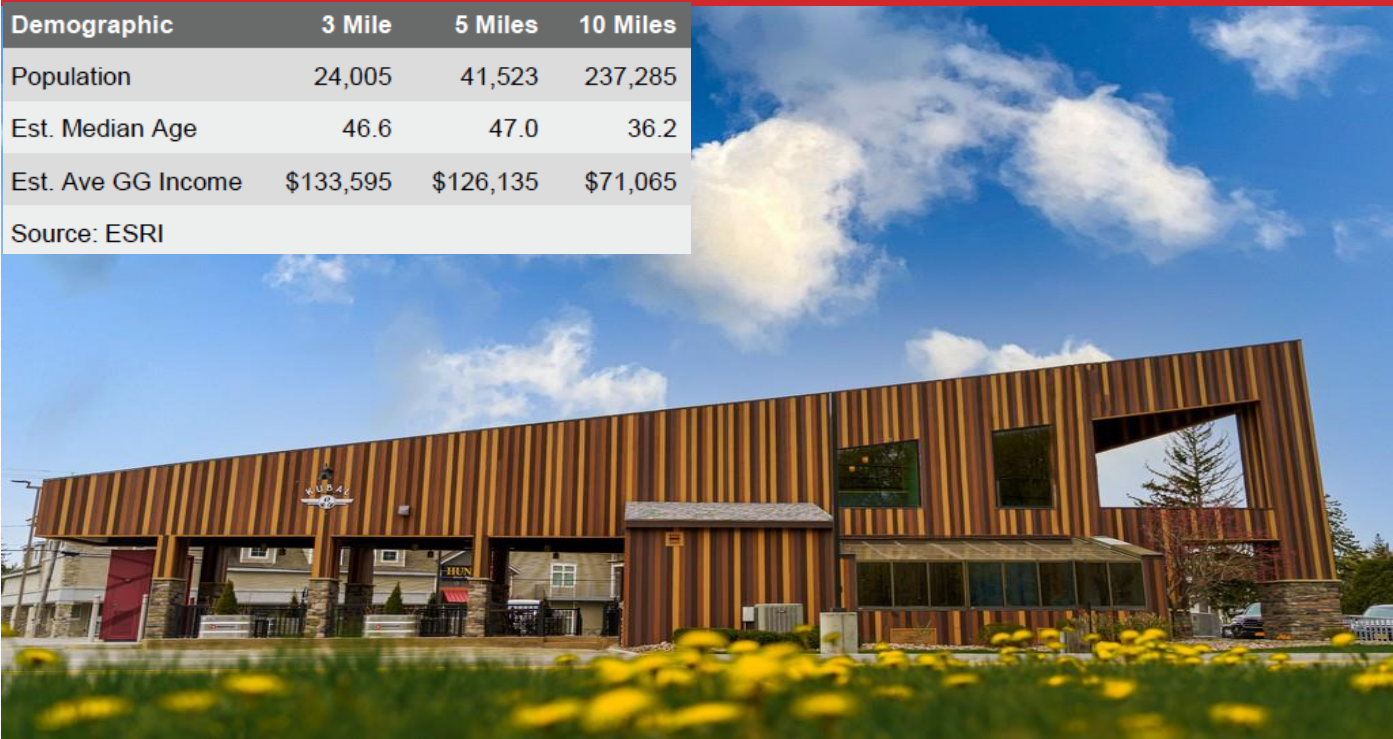 Demographic 3 Mile 5 Miles 10 Miles
Population 24,005 41,523 237,285
Est. Median Age 46.6 47.0 36.2
Est. Ave GG Income $133,595 $126,135 $71,065
Source: ESRI
KUBAL
HUN